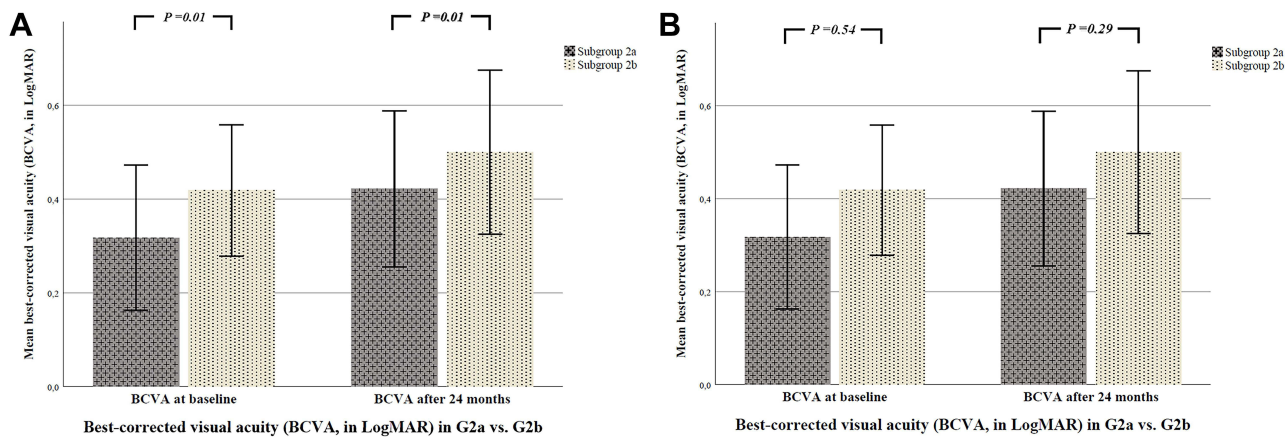 A
P =0.01
P =0.01
Subgroup 2a
Subgroup 2b
Mean best-corrected visual acuity (BCVA, in LogMAR)
0,6
0,4
0,2
0,0
BCVA at baseline
BCVA after 24 months
Best-corrected visual acuity (BCVA, in LogMAR) in G2a vs. G2b
B
P =0.54
P =0.29
Subgroup 2a
Subgroup 2b
Mean best-corrected visual acuity (BCVA, in LogMAR)
0,6
0,4
0,2
0,0
BCVA at baseline
BCVA after 24 months
Best-corrected visual acuity (BCVA, in LogMAR) in G2a vs. G2b